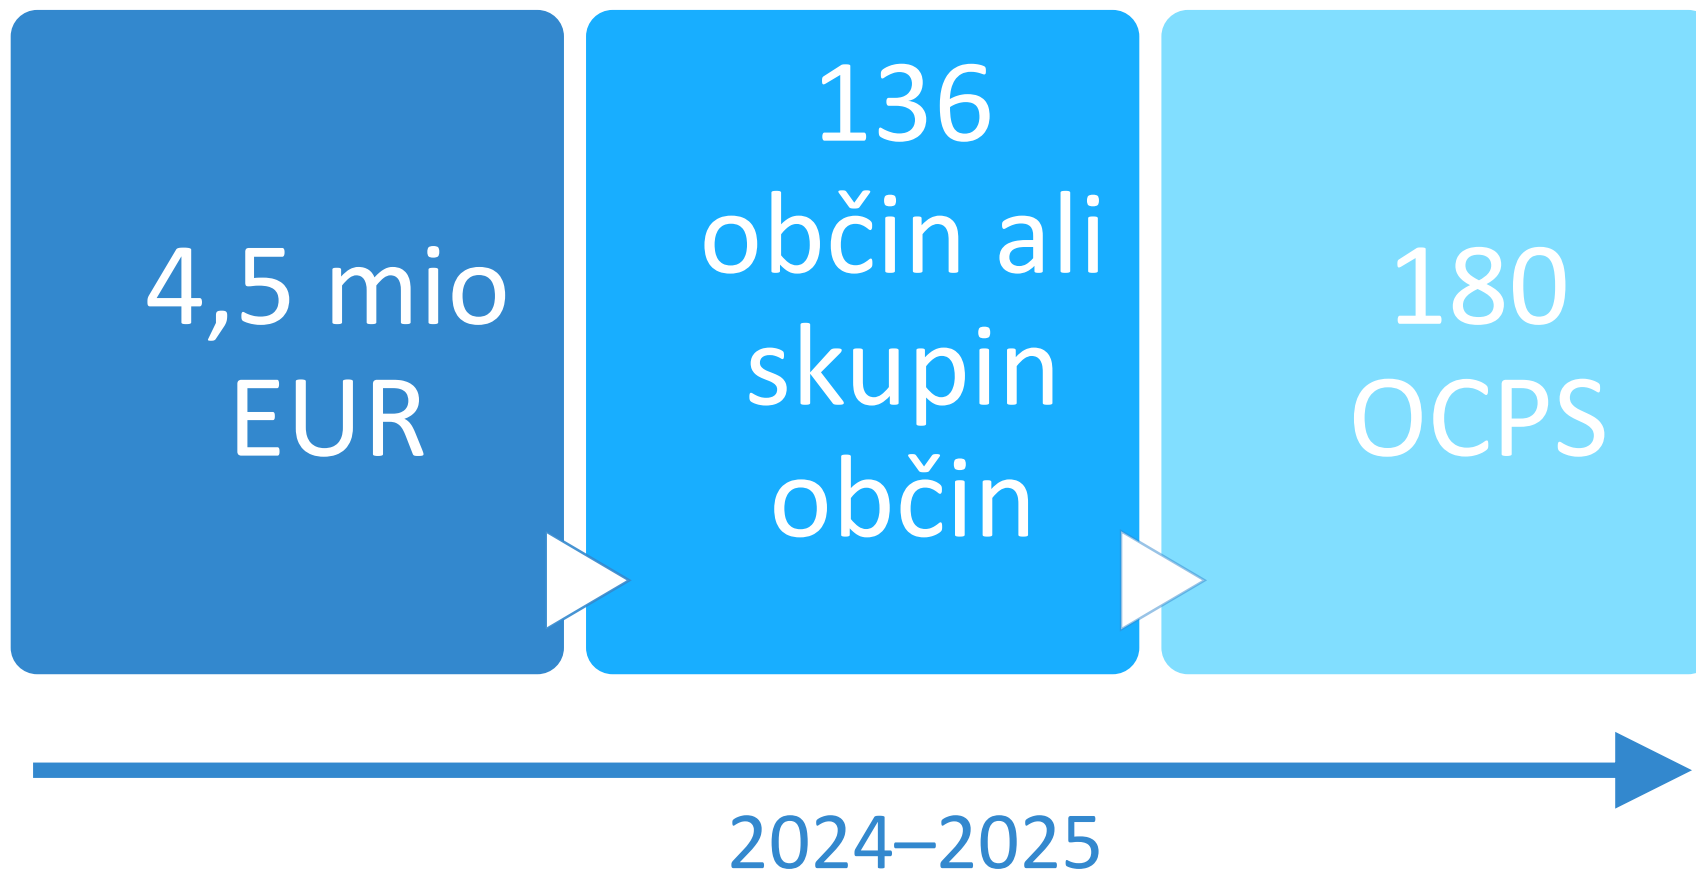 4,5 mio
EUR
136
občin ali
skupin
občin
180
OCPS
2024–2025